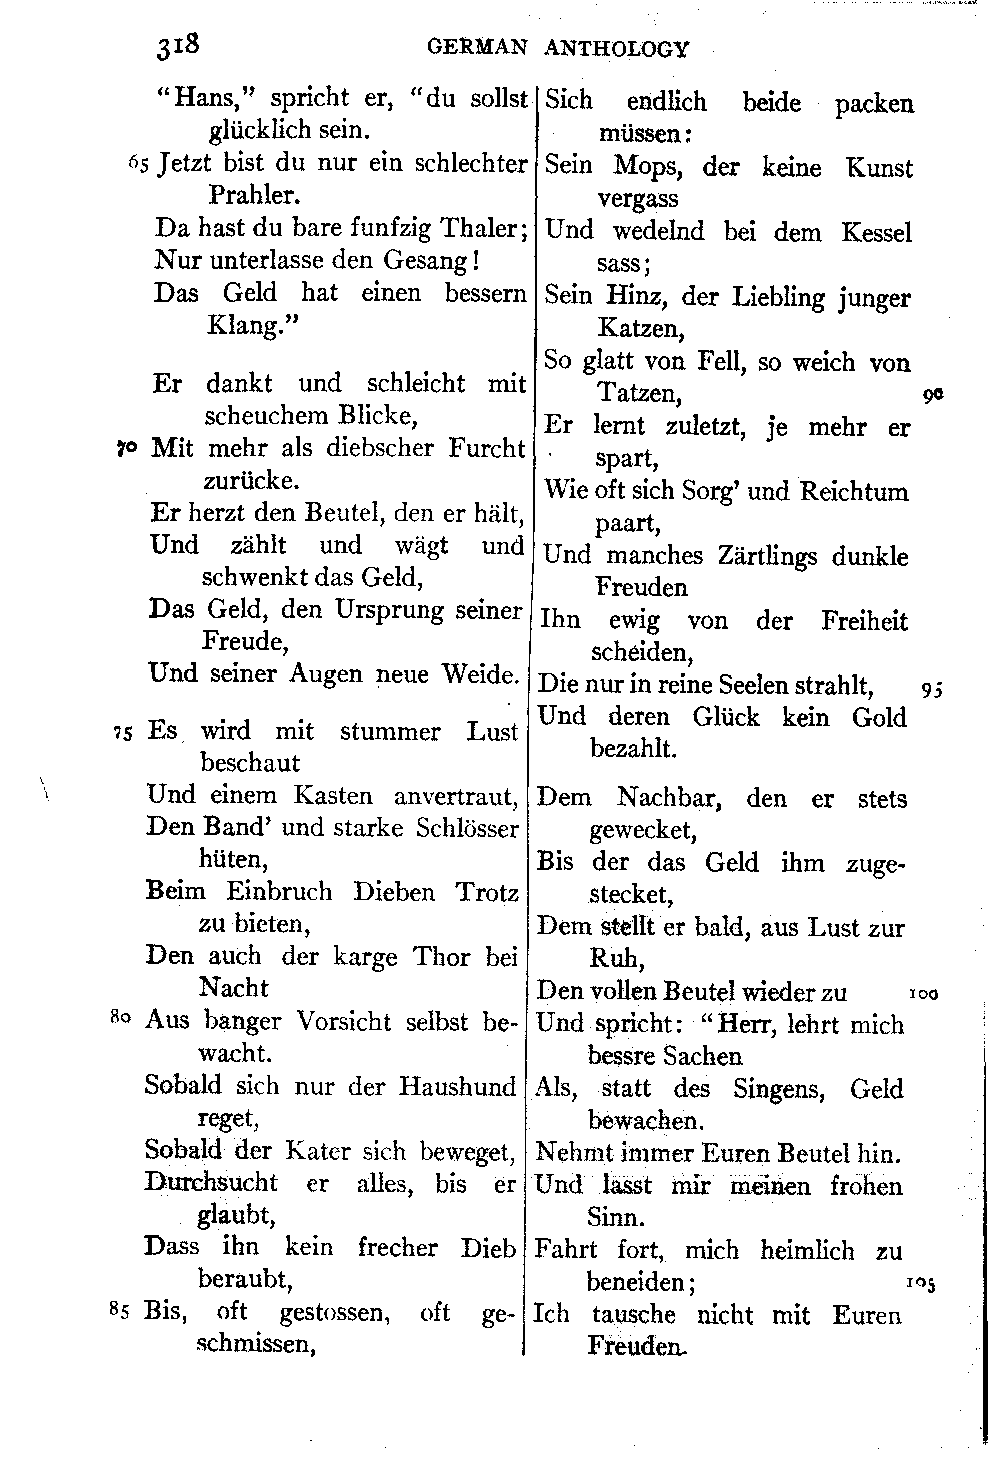 318 GERMAN ANTHOLOGY
"Hans," spricht er, "du sollst
glücklich sein.
65 Jetzt bist du nur ein schlechter
Prahler.
Da hast du bare funfzig Thaler;
Nur unterlasse den Gesang!
Das Geld hat einen bessern
Klang."
Er dankt und schleicht mit
scheuchem Blicke,
70 Mit mehr als diebscher Furcht
zurücke.
Er herzt den Beutel, den er hält,
Und zählt und wägt und
schwenkt das Geld,
Das Geld, den Ursprung seiner
Freude,
Und seiner Augen neue Weide.
75 Es wird mit stummer Lust
beschaut
Und einem Kasten anvertraut,
Den Band' und starke Schlösser
hüten,
Beim Einbruch Dieben Trotz
zu bieten,
Den auch der karge Thor bei
Nacht
80 Aus banger Vorsicht selbst be-
wacht.
Sobald sich nur der Haushund
reget,
Sobald der Kater sich beweget,
Durchsucht er alles, bis er
glaubt,
Dass ihn kein frecher Dieb
beraubt,
85 Bis, oft gestossen, oft ge-
schmissen,
Sich endlich beide packen
müssen:
Sein Mops, der keine Kunst
vergass
Und wedelnd bei dem Kessel
sass;
Sein Hinz, der Liebling junger
Katzen,
So glatt von Fell, so weich von
Tatzen, 90
Er lernt zuletzt, je mehr er
spart,
Wie oft sich Sorg' und Reichtum
paart,
Und manches Zärtlings dunkle
Freuden
Ihn ewig von der Freiheit
scheiden,
Die nur in reine Seelen strahlt, 95
Und deren Glück kein Gold
bezahlt.
Dem Nachbar, den er stets
gewecket,
Bis der das Geld ihm zuge-
stecket,
Dem stellt er bald, aus Lust zur
Ruh,
Den vollen Beutel wieder zu 100
Und spricht: "Herr, lehrt mich
bessre Sachen
Als, statt des Singens, Geld
bewachen.
Nehmt immer Euren Beutel hin.
Und lasst mir meinen frohen
Sinn.
Fahrt fort, mich heimlich zu
beneiden; 105
Ich tausche nicht mit Euren
Freuden.